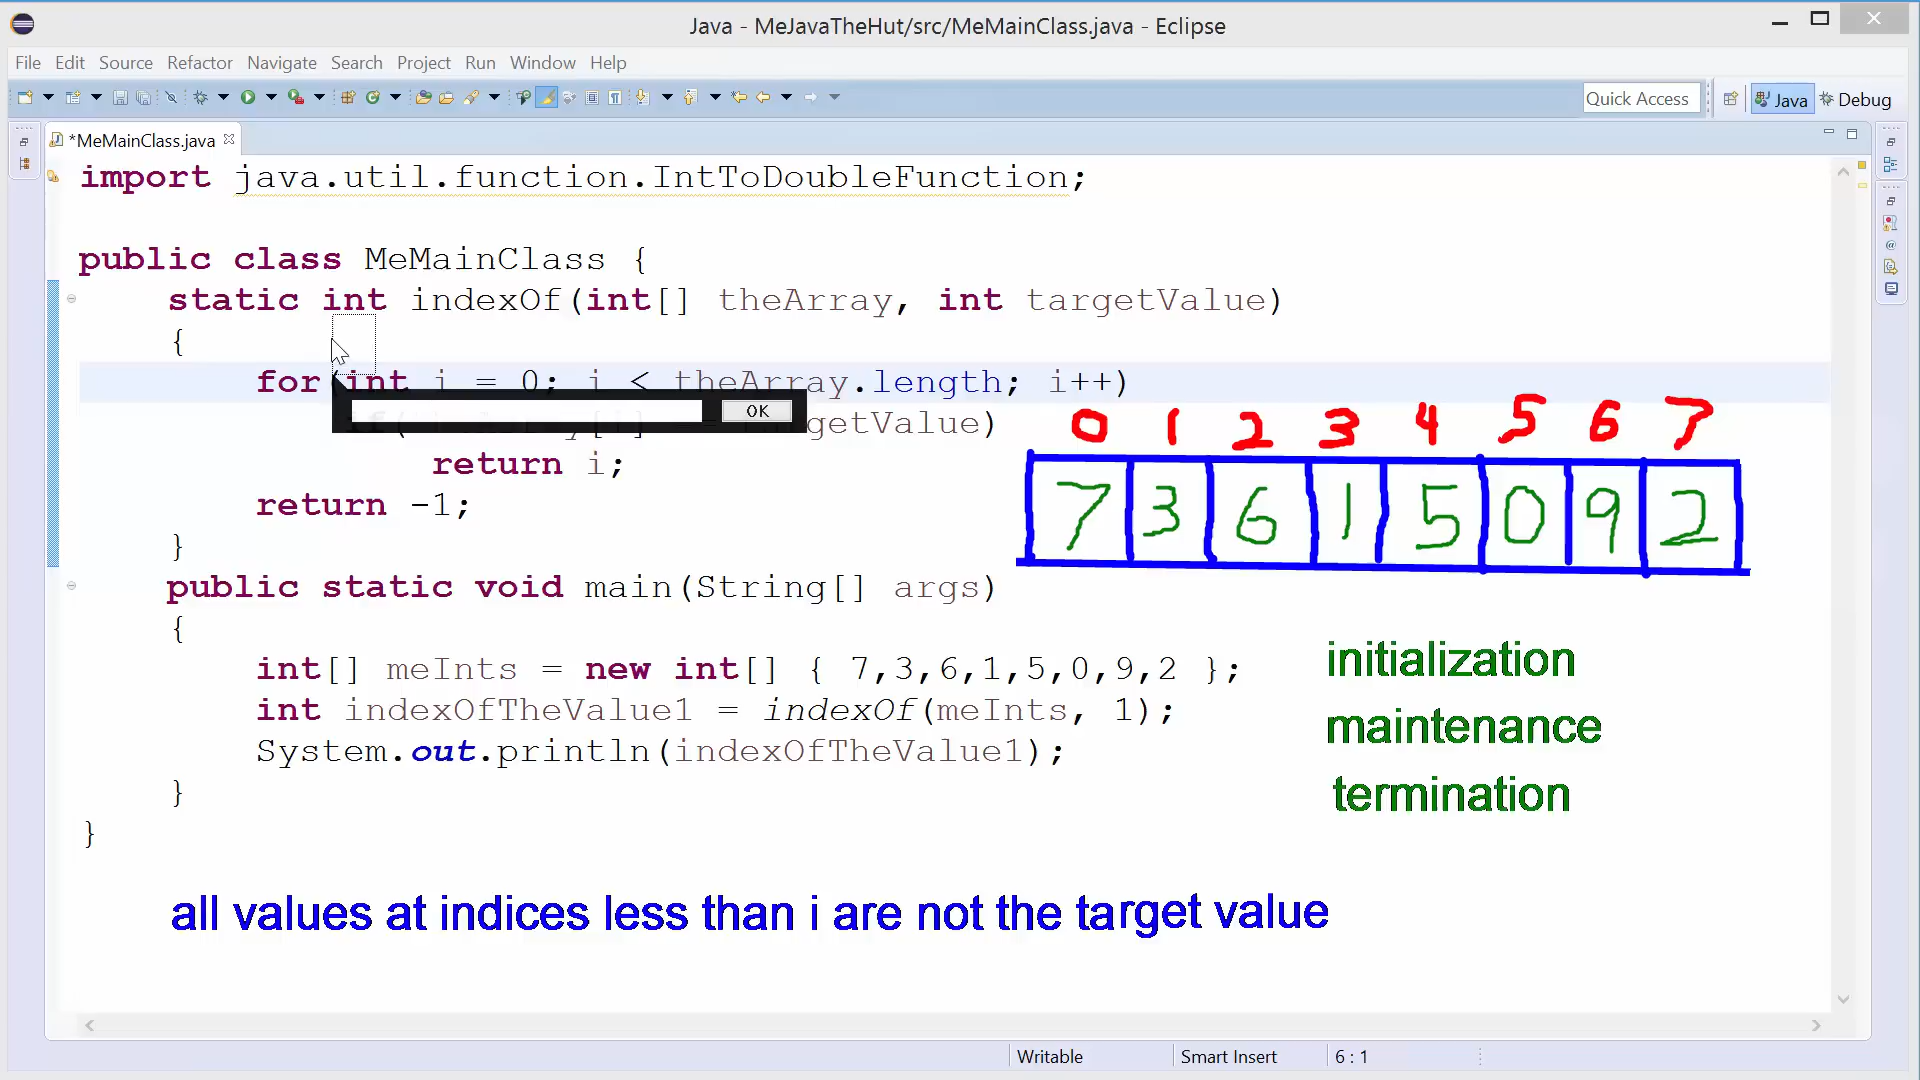 Java - MeJavaTheHut/src/MeMainClass.java - Eclipse
File Edit Source Refactor Navigate Search Project Run Window Help
Quick Access Java Debug
*MeMainClass.java
import java.util.function.IntToDoubleFunction;
public class MeMainClass {
static int indexOf(int[] theArray, int targetValue)
{
for(int i = 0; i < theArray.length; i++)
OK
if( targetValue)
return i;
return -1;
}
0 1 2 3 4 5 6 7
7 3 6 1 5 0 9 2
public static void main(String[] args)
{
int[] meInts = new int[] { 7,3,6,1,5,0,9,2 };
int indexOfTheValue1 = indexOf(meInts, 1);
System.out.println(indexOfTheValue1);
}
}
initialization
maintenance
termination
all values at indices less than i are not the target value
Writable Smart Insert 6 : 1